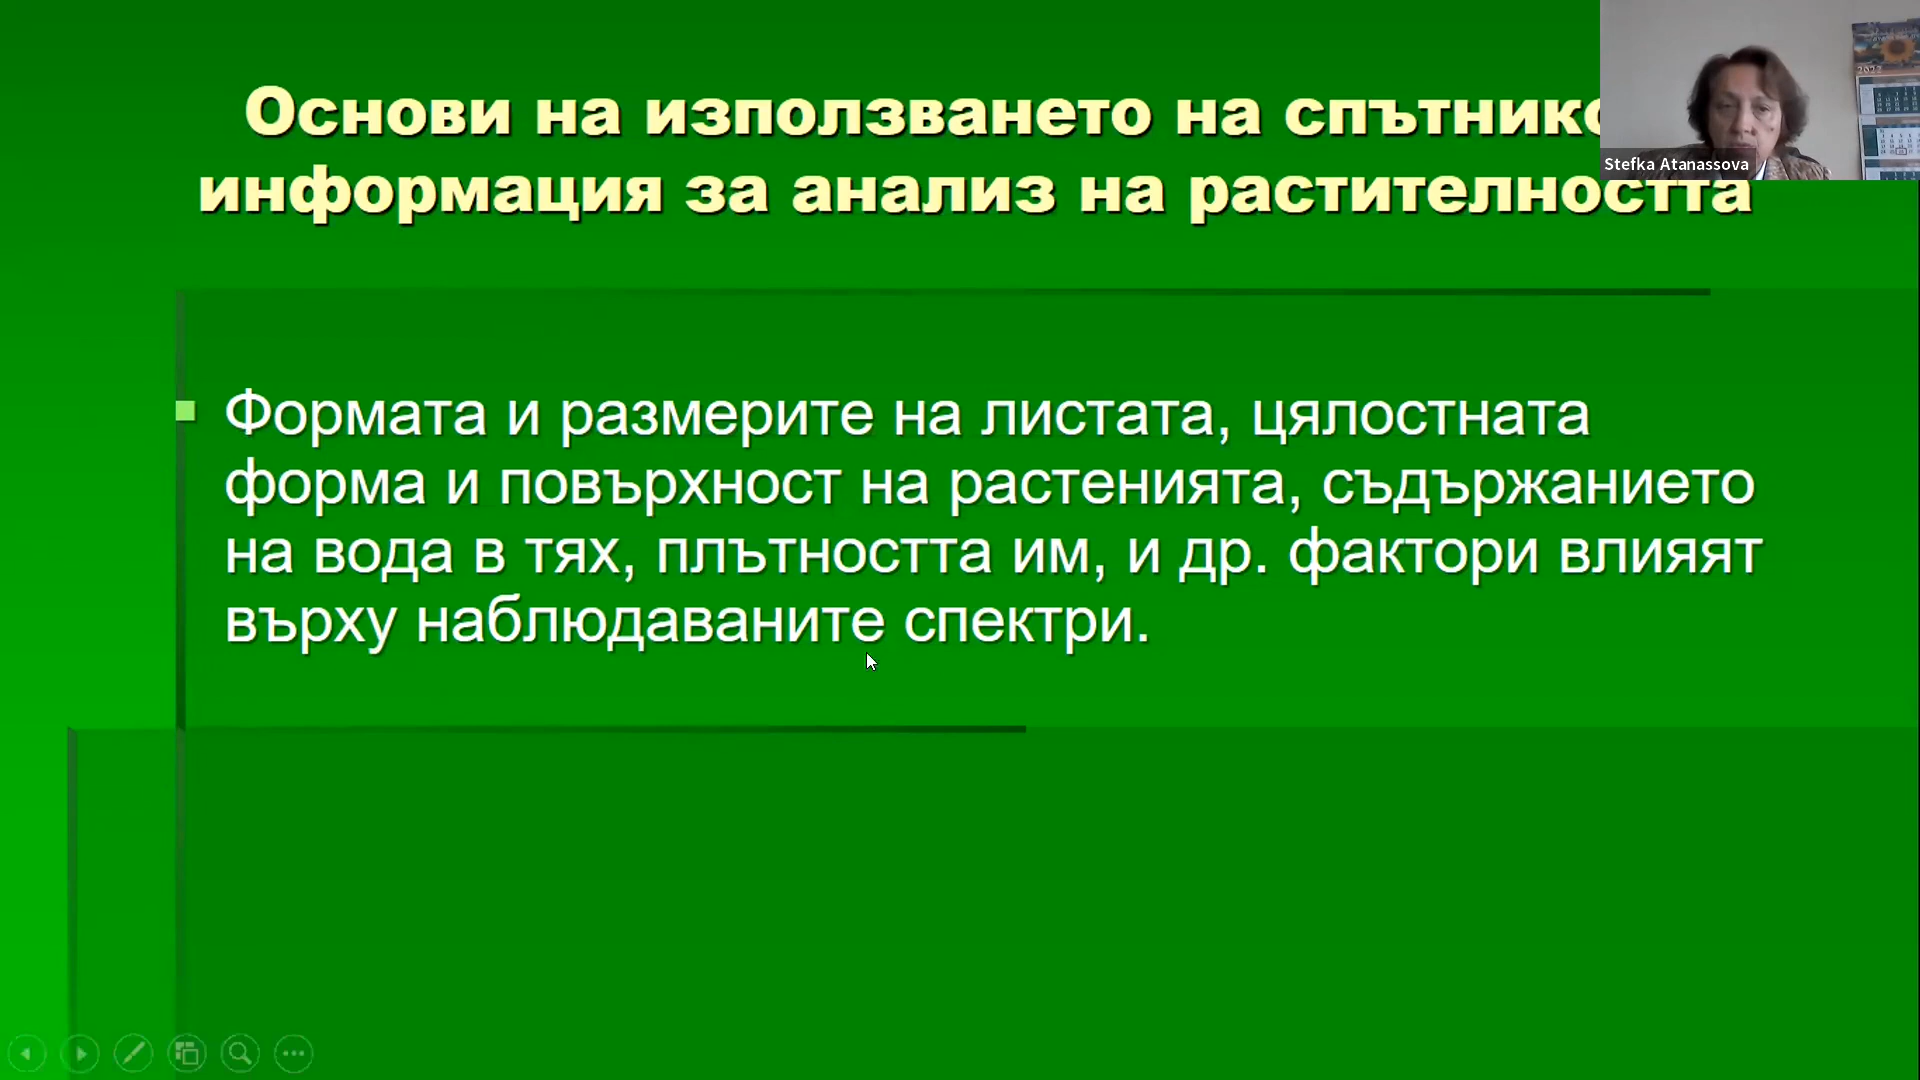 Основи на използването на
информация за анализ на растителността
Stefka Atanassova
2022
Формата и размерите на листата, цялостната
форма и повърхност на растенията, съдържанието
на вода в тях, плътността им, и др. фактори влияят
върху наблюдаваните спектри.